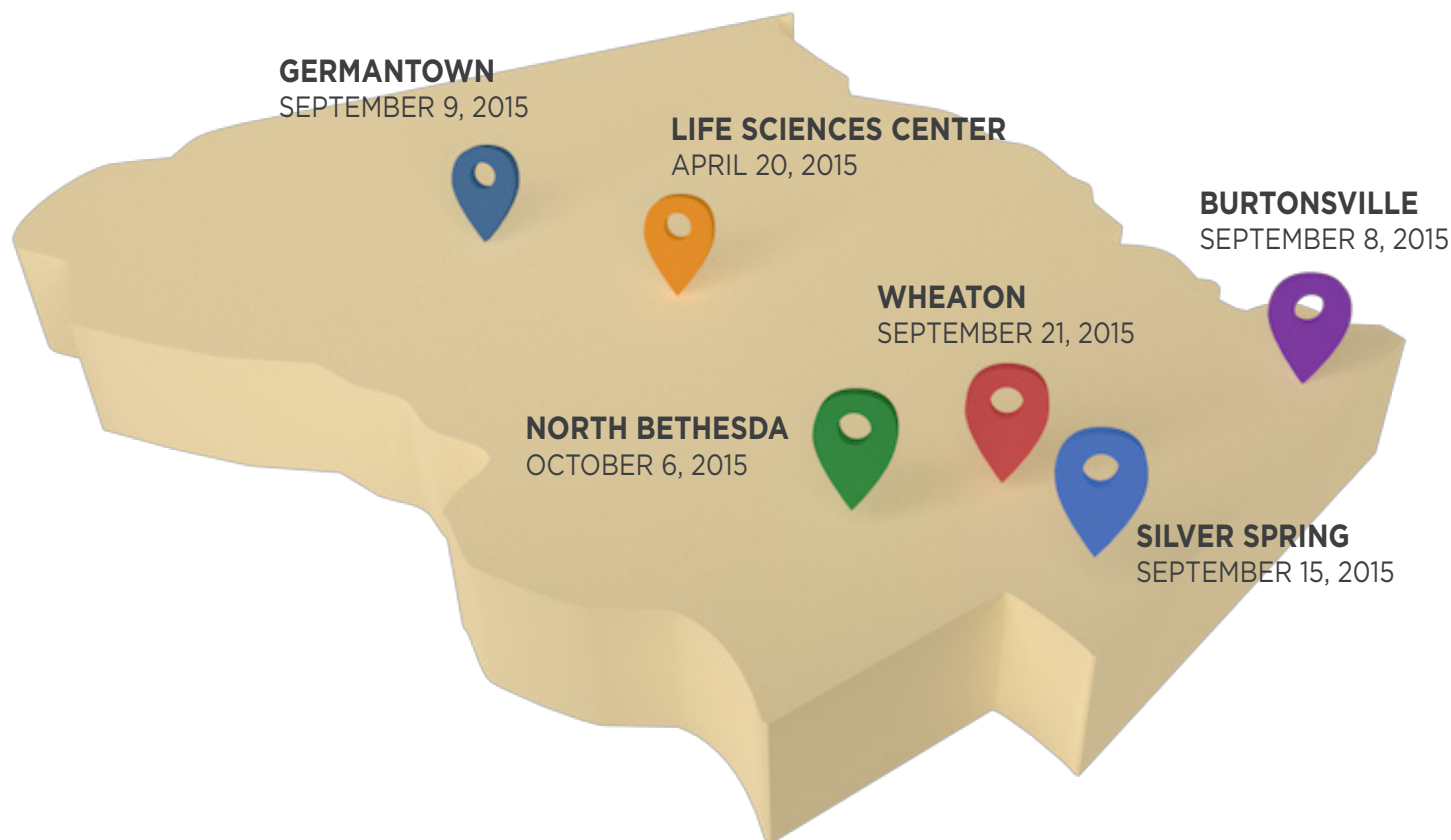 GERMANTOWN
SEPTEMBER 9, 2015
LIFE SCIENCES CENTER
APRIL 20, 2015
BURTONSVILLE
SEPTEMBER 8, 2015
WHEATON
SEPTEMBER 21, 2015
NORTH BETHESDA
OCTOBER 6, 2015
SILVER SPRING
SEPTEMBER 15, 2015